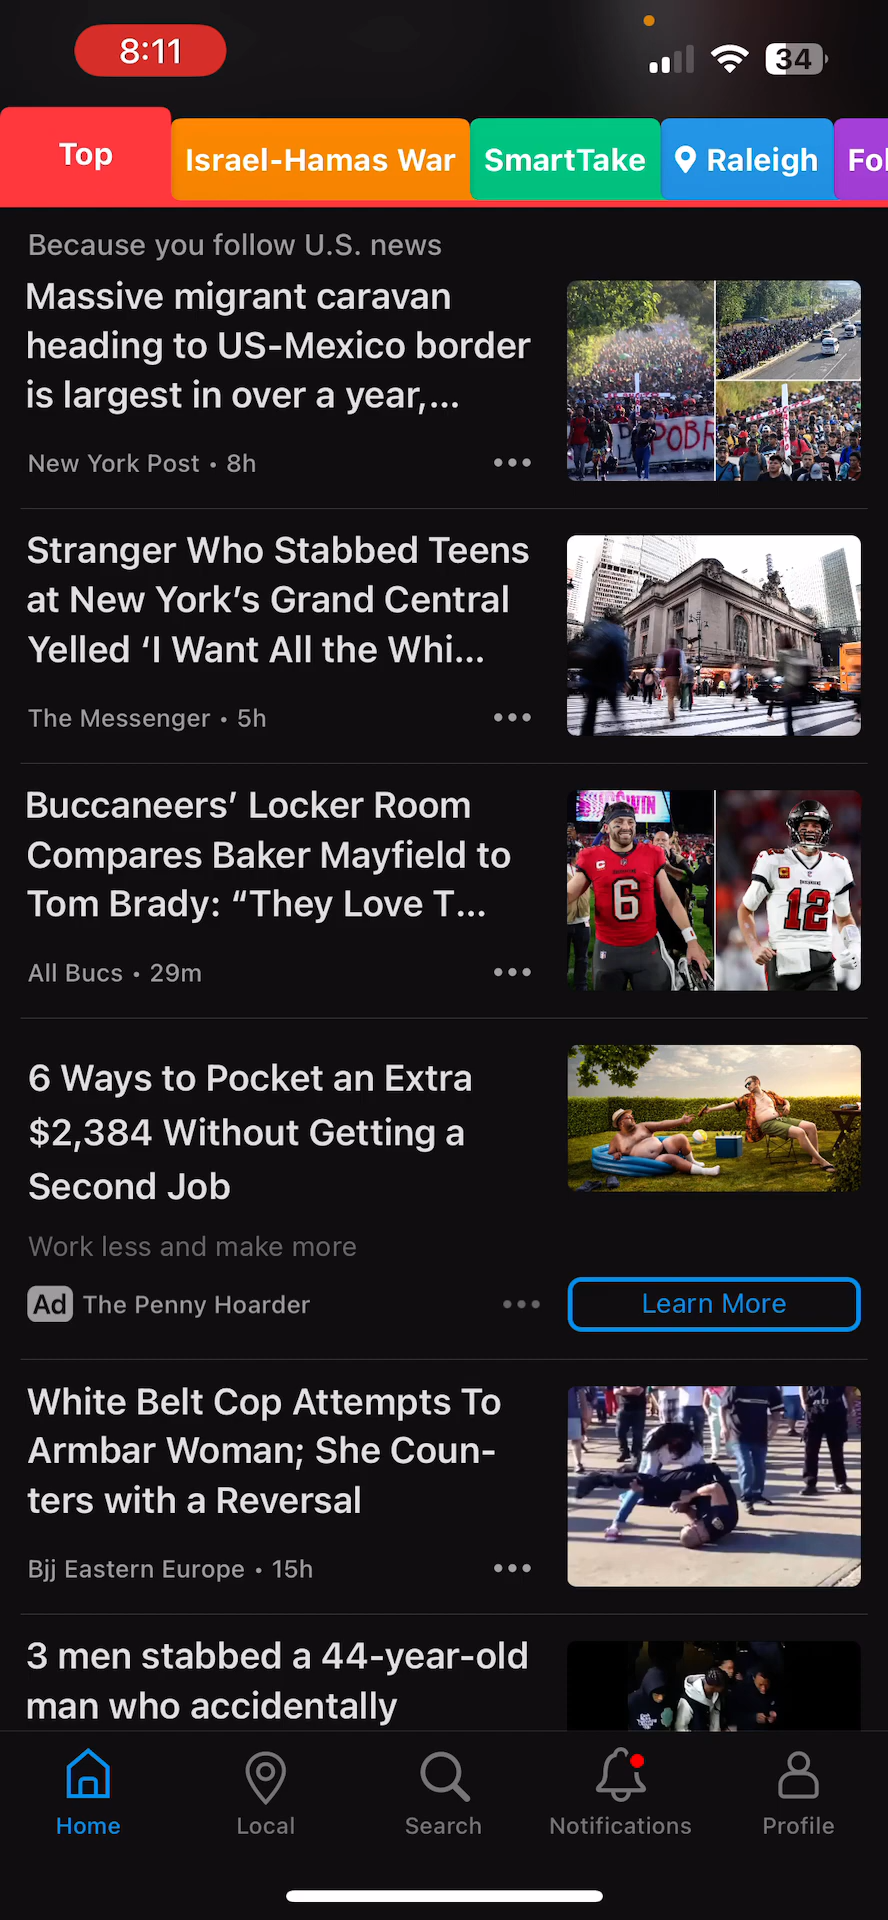 8:11
34
Top
Israel-Hamas War
SmartTake
Raleigh
Fol
Because you follow U.S. news
Massive migrant caravan
heading to US-Mexico border
is largest in over a year,...
New York Post • 8h
POBR
Stranger Who Stabbed Teens
at New York’s Grand Central
Yelled ‘I Want All the Whi...
The Messenger • 5h
Buccaneers’ Locker Room
Compares Baker Mayfield to
Tom Brady: “They Love T...
All Bucs • 29m
6
12
6 Ways to Pocket an Extra
$2,384 Without Getting a
Second Job
Work less and make more
Ad The Penny Hoarder
Learn More
White Belt Cop Attempts To
Armbar Woman; She Coun-
ters with a Reversal
Bjj Eastern Europe • 15h
3 men stabbed a 44-year-old
man who accidentally
Home
Local
Search
Notifications
Profile